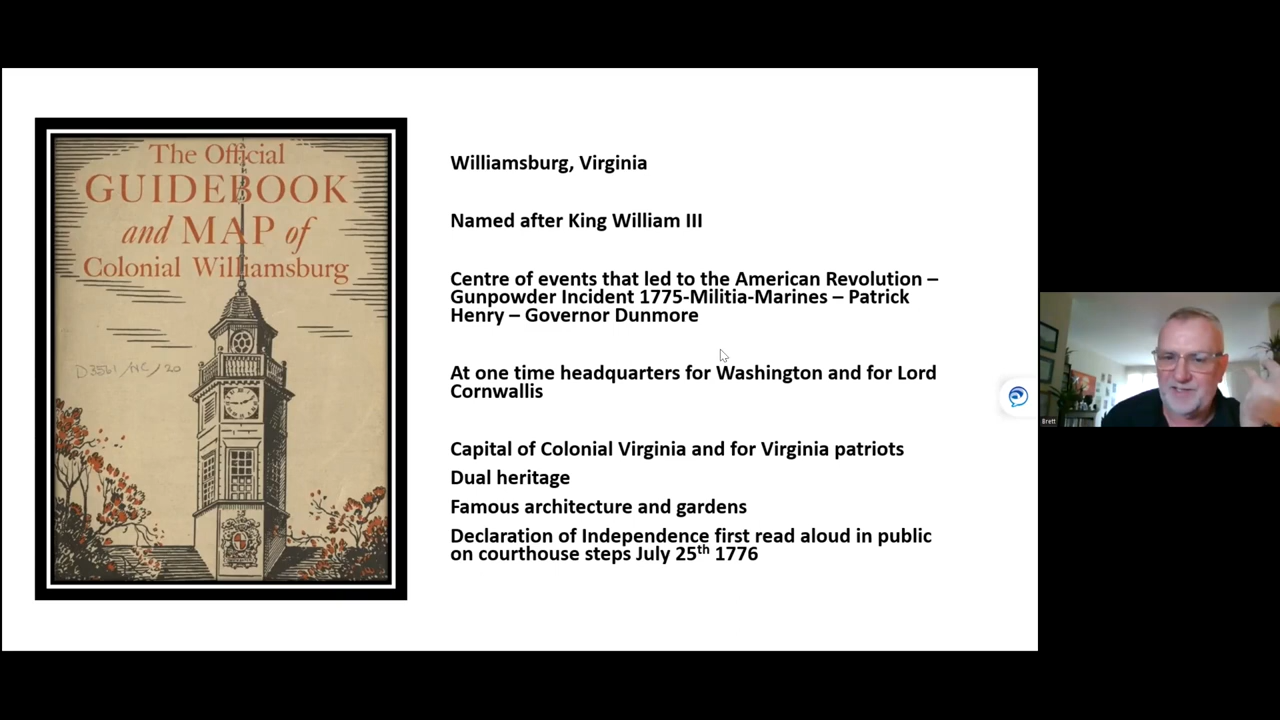 The Official
GUIDEBOOK
and MAP of
Colonial Williamsburg
D3561/HC/20
Williamsburg, Virginia
Named after King William III
Centre of events that led to the American Revolution –
Gunpowder Incident 1775-Militia-Marines – Patrick
Henry – Governor Dunmore
At one time headquarters for Washington and for Lord
Cornwallis
Capital of Colonial Virginia and for Virginia patriots
Dual heritage
Famous architecture and gardens
Declaration of Independence first read aloud in public
on courthouse steps July 25th 1776
Brett